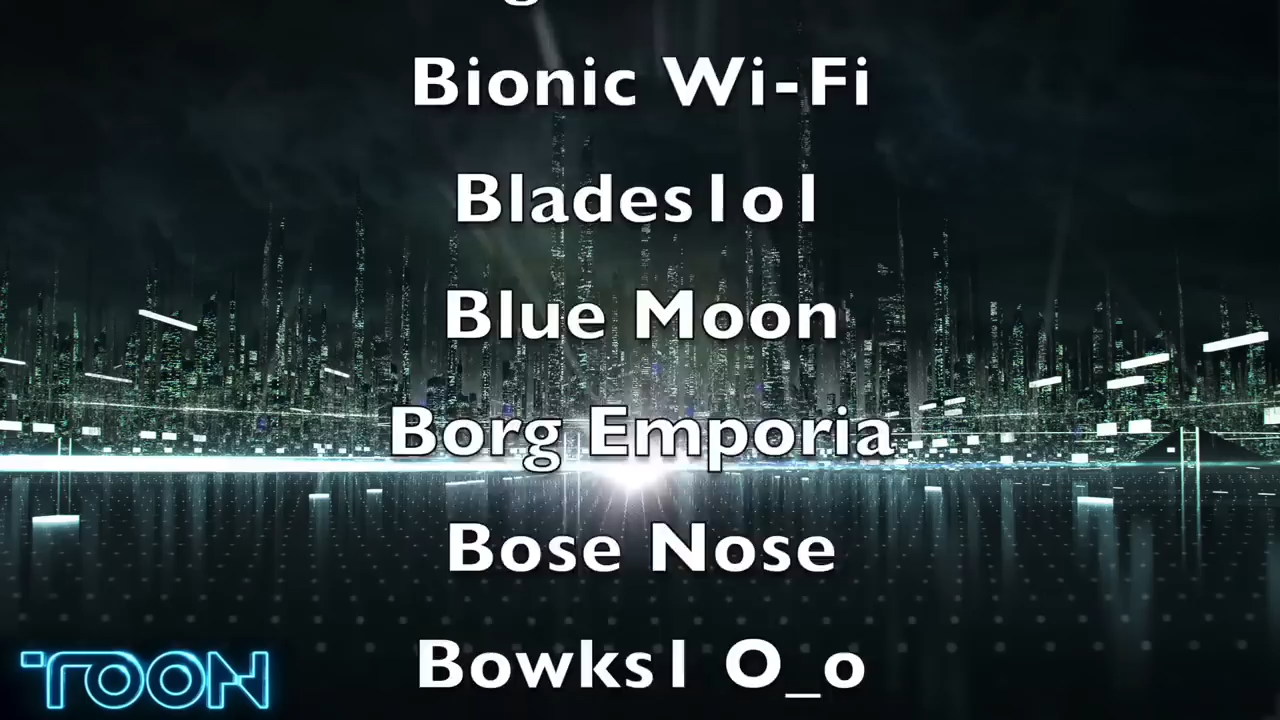 Bionic Wi-Fi
Blades1o1
Blue Moon
Borg Emporia
Bose Nose
Bowks1 O_o
TOON